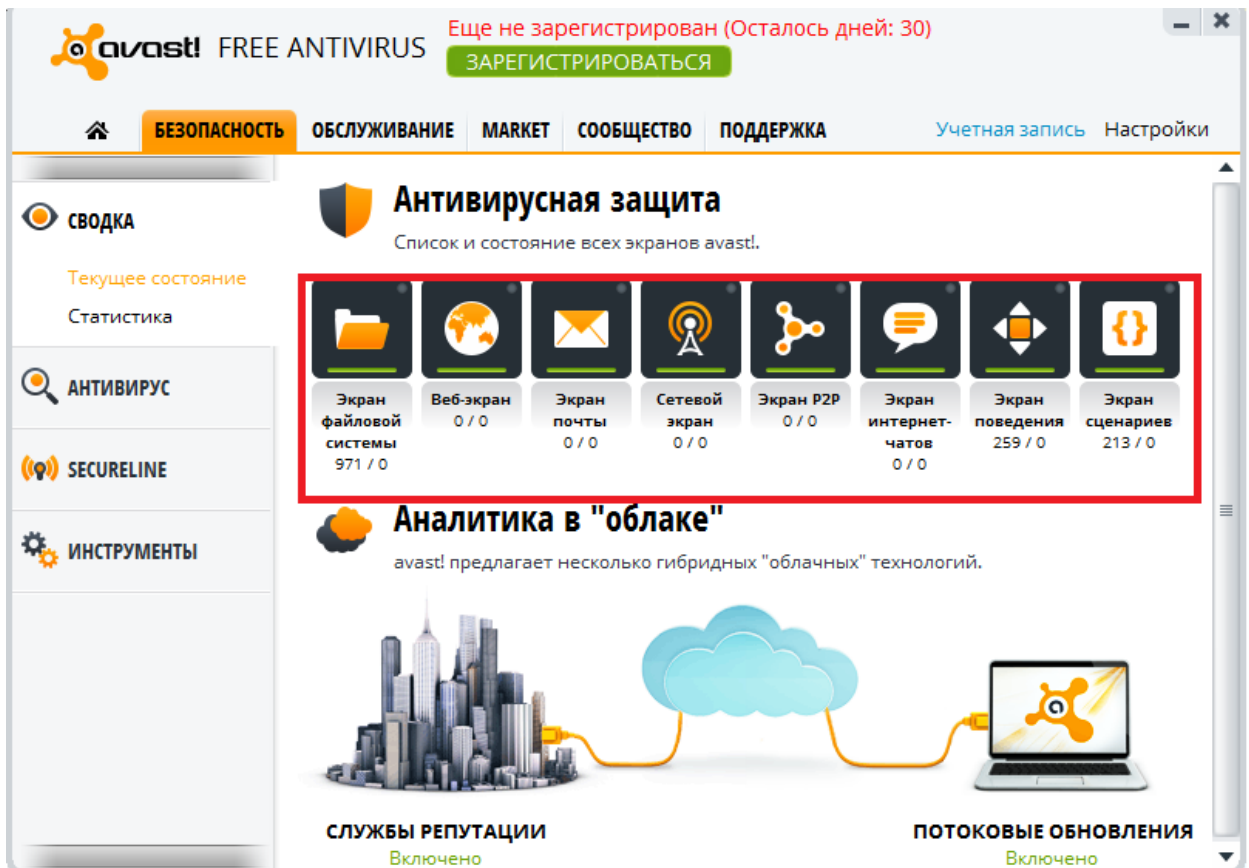 avast! FREE ANTIVIRUS
Еще не зарегистрирован (Осталось дней: 30)
ЗАРЕГИСТРИРОВАТЬСЯ
БЕЗОПАСНОСТЬ ОБСЛУЖИВАНИЕ MARKET СООБЩЕСТВО ПОДДЕРЖКА Учетная запись Настройки
СВОДКА
Текущее состояние
Статистика
АНТИВИРУС
SECURELINE
ИНСТРУМЕНТЫ
Антивирусная защита
Список и состояние всех экранов avast!.
Экран
файловой
системы
971 / 0
Веб-экран
0 / 0
Экран
почты
0 / 0
Сетевой
экран
0 / 0
Экран P2P
0 / 0
Экран
интернет-
чатов
0 / 0
Экран
поведения
259 / 0
Экран
сценариев
213 / 0
Аналитика в "облаке"
avast! предлагает несколько гибридных "облачных" технологий.
СЛУЖБЫ РЕПУТАЦИИ
Включено
ПОТОКОВЫЕ ОБНОВЛЕНИЯ
Включено